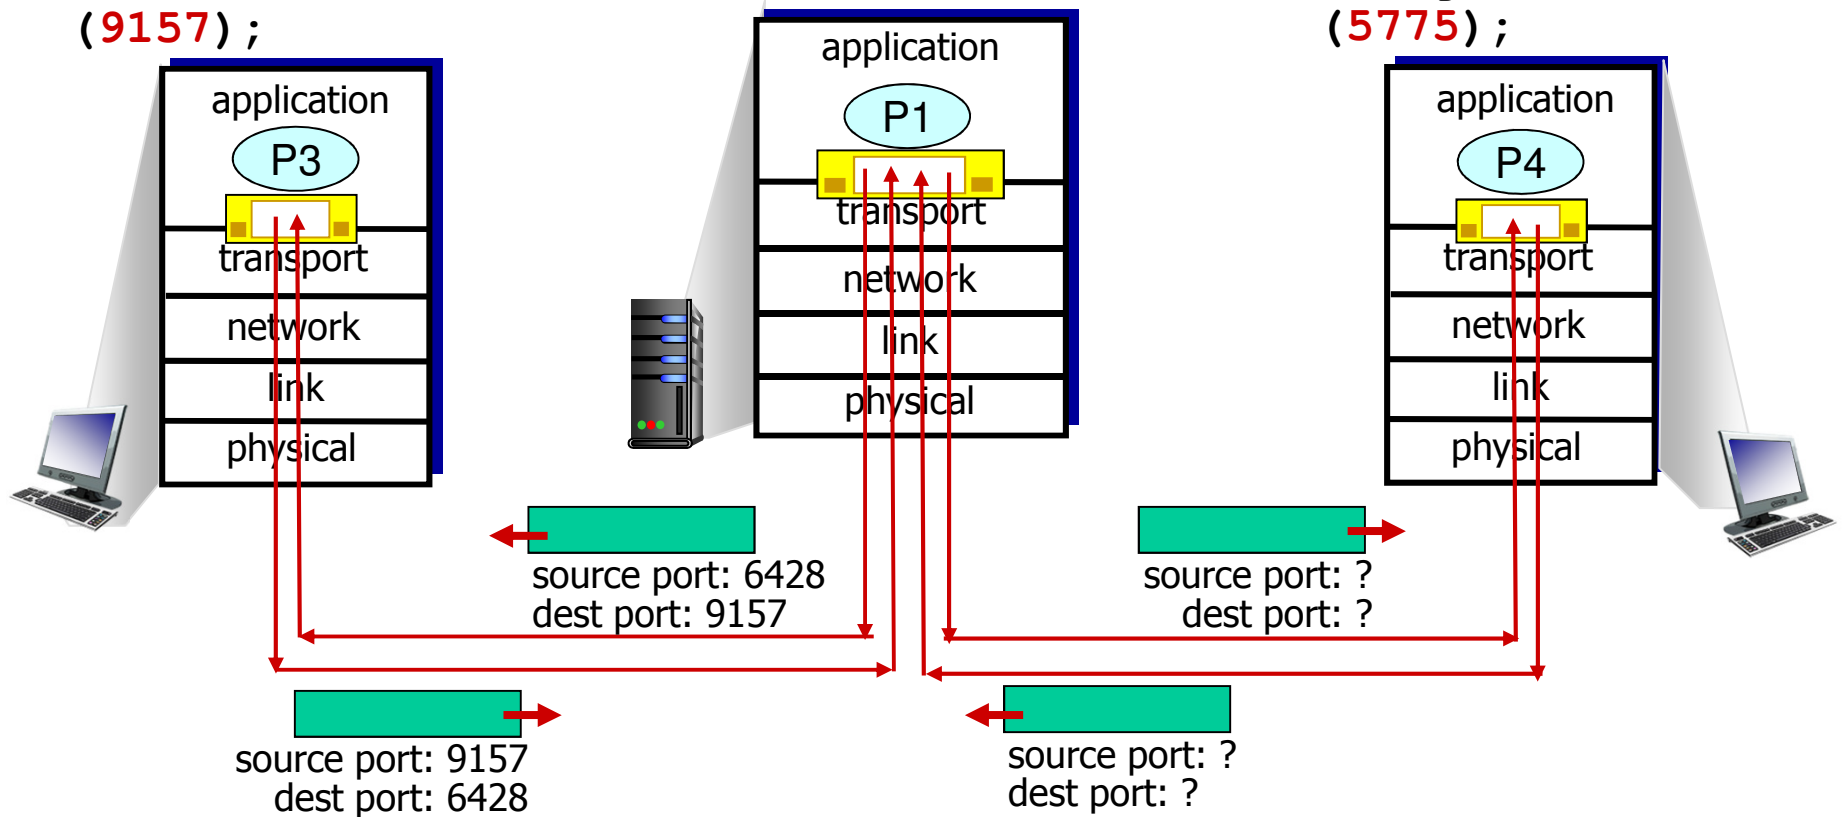 (9157);
application
P3
transport
network
link
physical
application
P1
transport
network
link
physical
(5775);
application
P4
transport
network
link
physical
source port: 6428
dest port: 9157
source port: ?
dest port: ?
source port: 9157
dest port: 6428
source port: ?
dest port: ?